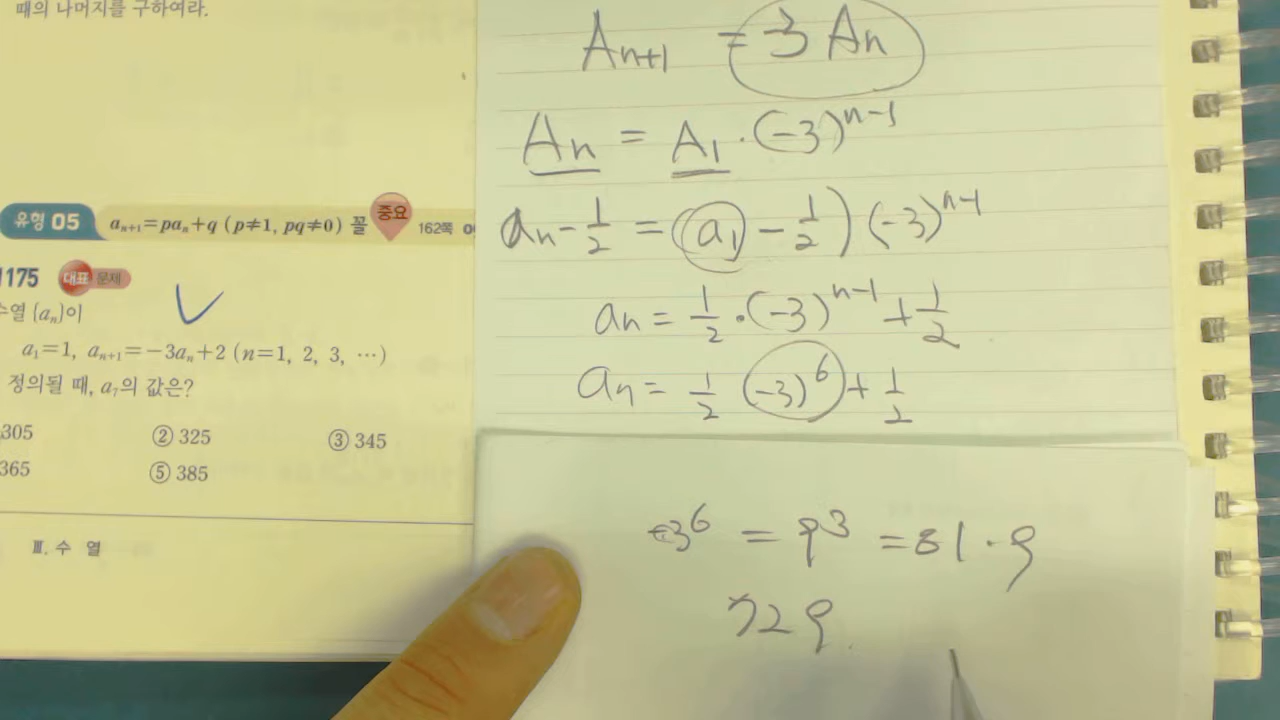 때의 나머지를 구하여라.
유형 05 aₙ₊₁=paₙ+q (p≠1, pq≠0) 꼴 중요 162쪽
1175 대표 문제
수열 {aₙ}이
a₁=1, aₙ₊₁=-3aₙ+2 (n=1, 2, 3, ⋯)
정의될 때, a₇의 값은?
305 ② 325 ③ 345
365 ⑤ 385
Ⅲ. 수 열
Aₙ₊₁ = 3 Aₙ
Aₙ = A₁ · (-3)ⁿ⁻¹
aₙ - 1/2 = (a₁ - 1/2) (-3)ⁿ⁻¹
aₙ = 1/2 · (-3)ⁿ⁻¹ + 1/2
aₙ = 1/2 (-3)⁶ + 1/2
3⁶ = 9³ = 81 · 9
729